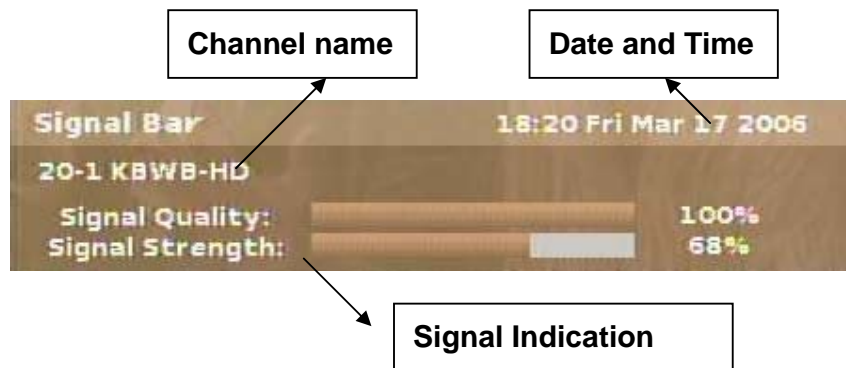 Channel name
Date and Time
Signal Bar 18:20 Fri Mar 17 2006
20-1 KBWB-HD
Signal Quality: 100%
Signal Strength: 68%
Signal Indication